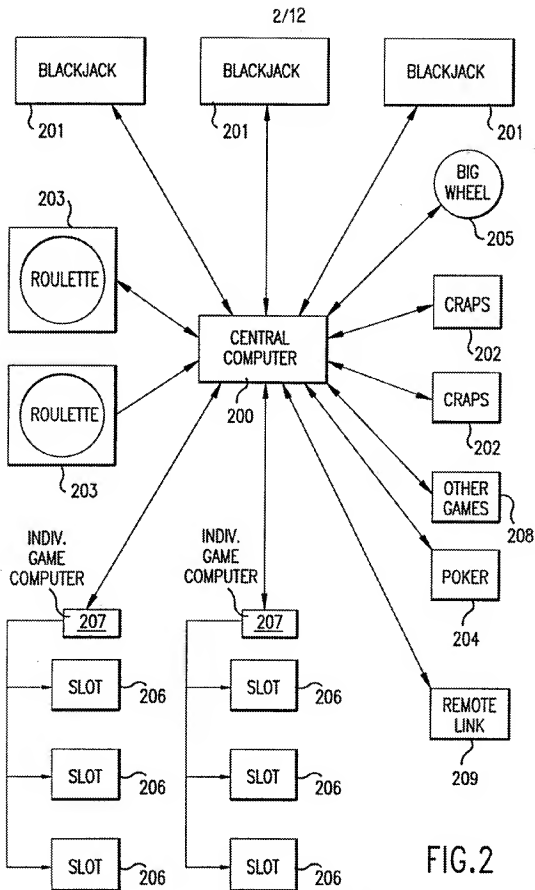 2/12
BLACKJACK
201
BLACKJACK
201
BLACKJACK
201
BIG
WHEEL
205
203
ROULETTE
CENTRAL
COMPUTER
200
CRAPS
202
ROULETTE
203
CRAPS
202
OTHER
GAMES
208
POKER
204
INDIV.
GAME
COMPUTER
207
INDIV.
GAME
COMPUTER
207
REMOTE
LINK
209
SLOT
206
SLOT
206
SLOT
206
SLOT
206
SLOT
206
SLOT
206
FIG.2